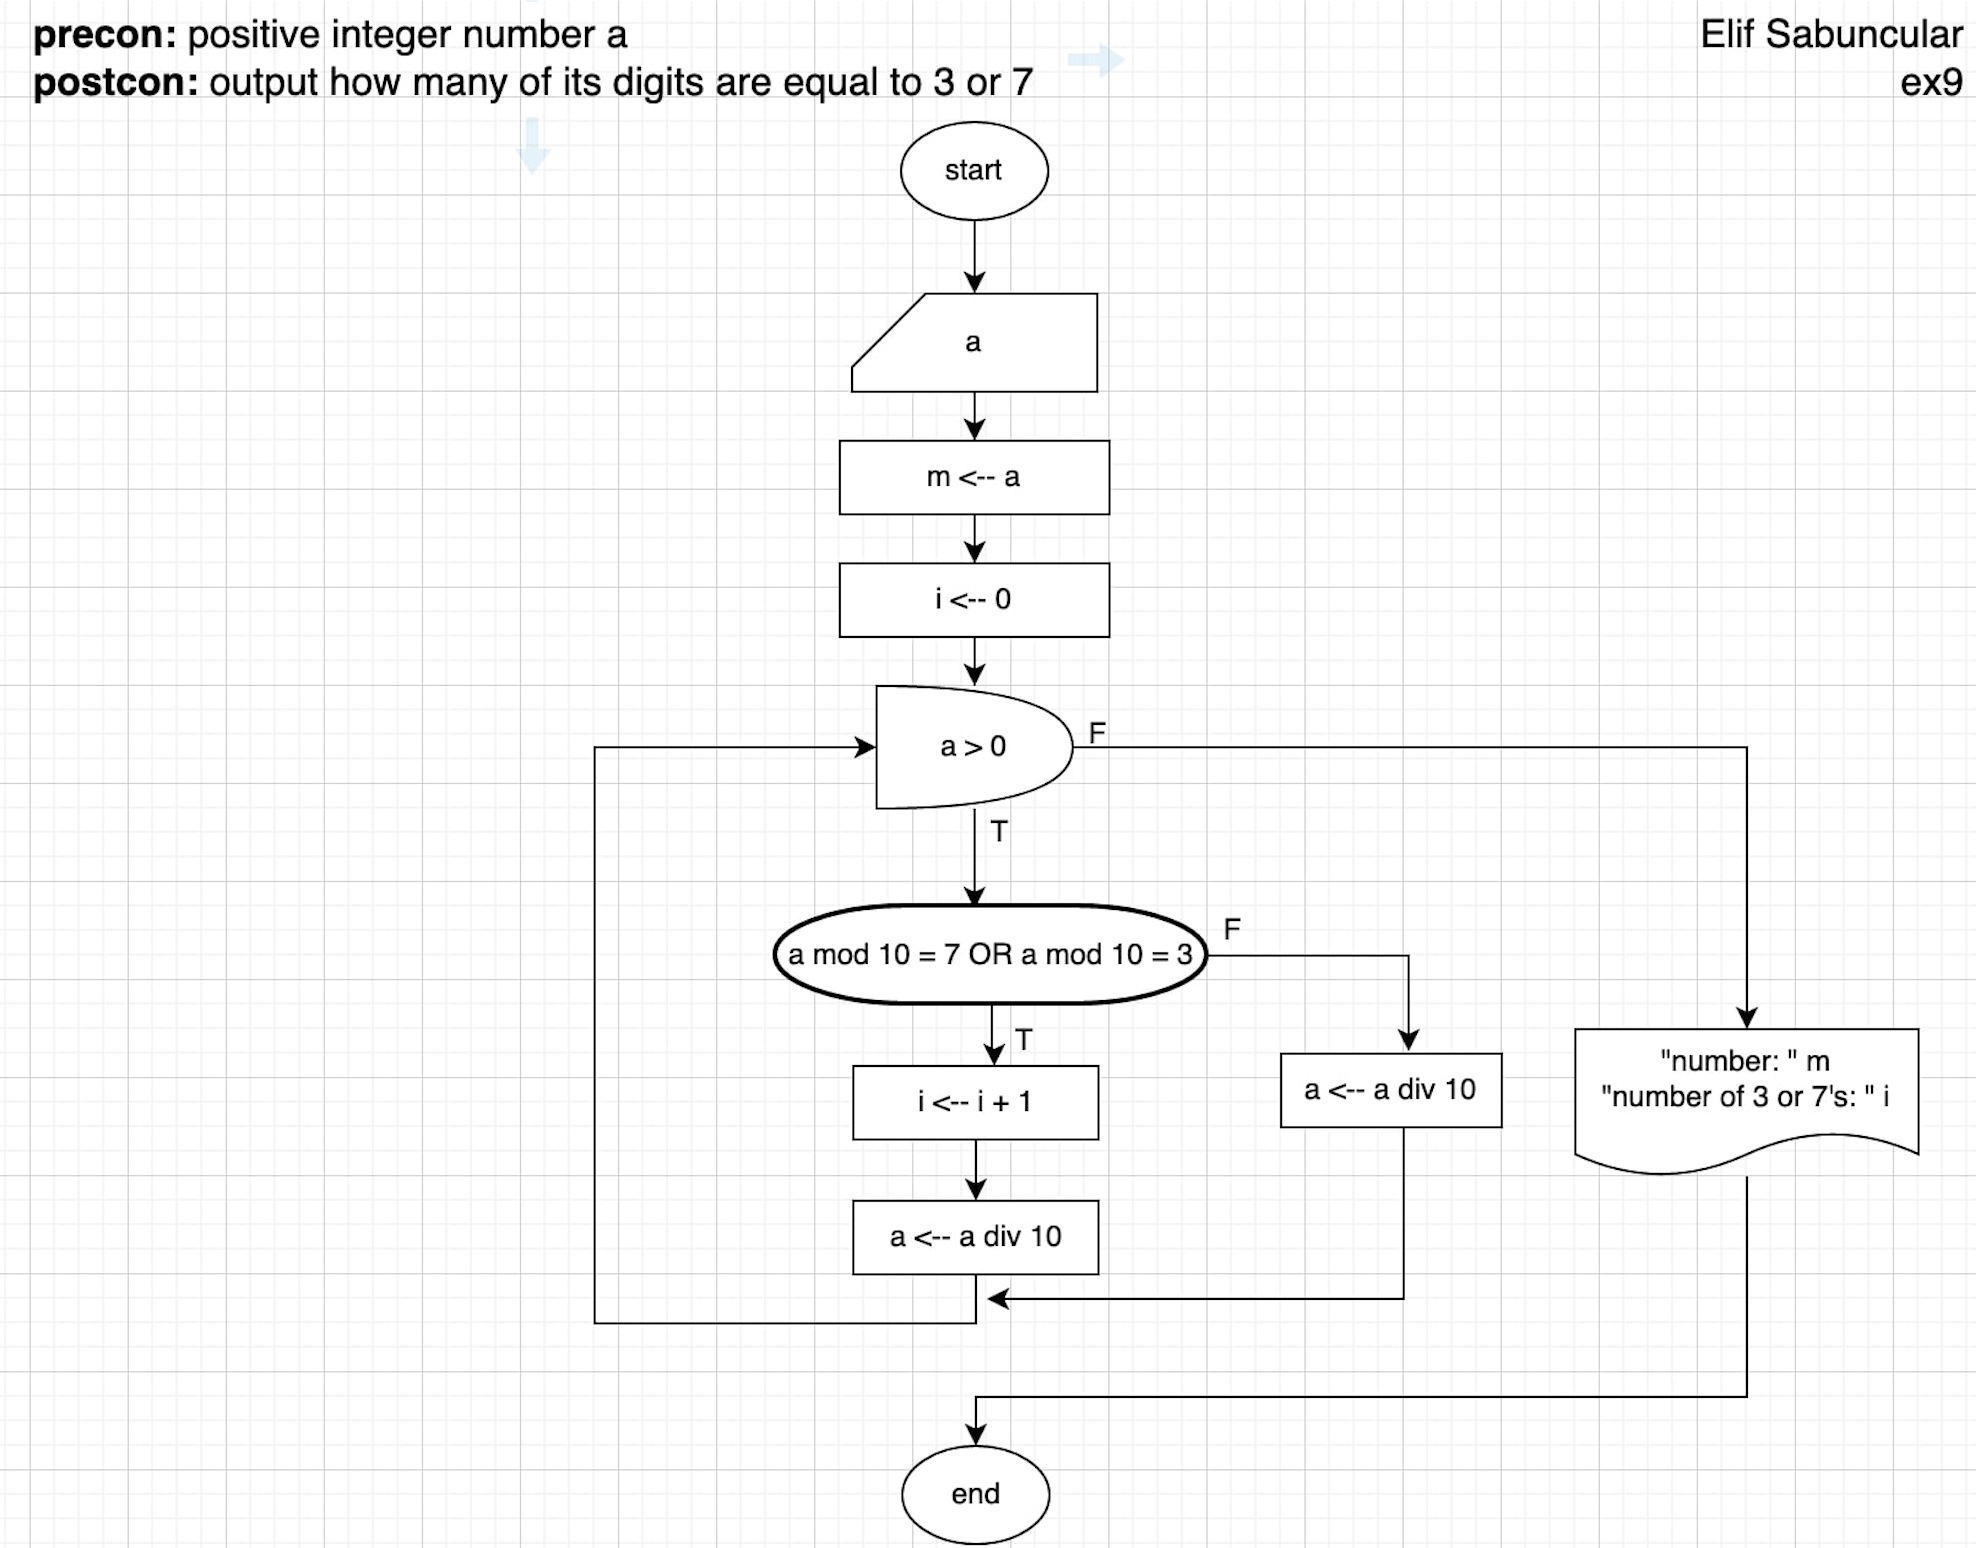 precon: positive integer number a
postcon: output how many of its digits are equal to 3 or 7
Elif Sabuncular
ex9
start
a
m <-- a
i <-- 0
a > 0
F
T
a mod 10 = 7 OR a mod 10 = 3
F
T
i <-- i + 1
a <-- a div 10
"number: " m
"number of 3 or 7's: " i
a <-- a div 10
end